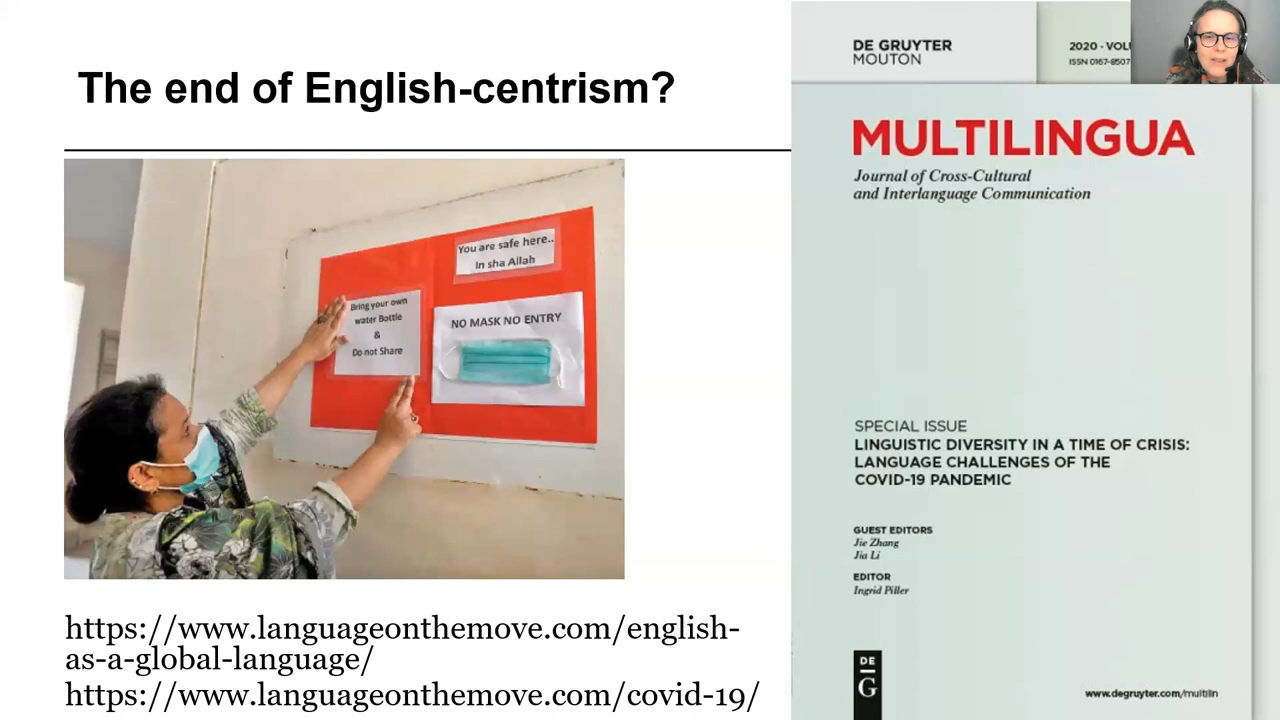 The end of English-centrism?
You are safe here..
In sha Allah
Bring your own
water Bottle
&
Do not Share
NO MASK NO ENTRY
https://www.languageonthemove.com/english-
as-a-global-language/
https://www.languageonthemove.com/covid-19/
DE GRUYTER
MOUTON
2020 · VOLU
ISSN 0167-8507
MULTILINGUA
Journal of Cross-Cultural
and Interlanguage Communication
SPECIAL ISSUE
LINGUISTIC DIVERSITY IN A TIME OF CRISIS:
LANGUAGE CHALLENGES OF THE
COVID-19 PANDEMIC
GUEST EDITORS
Jie Zhang
Jia Li
EDITOR
Ingrid Piller
DE
G
www.degruyter.com/multilin